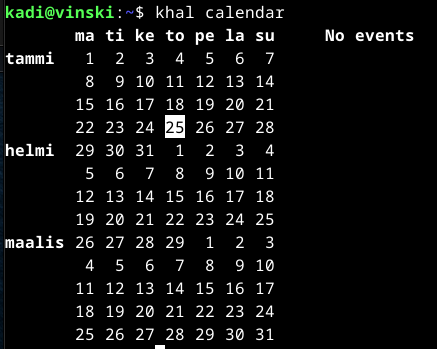 kadi@vinski:~$ khal calendar
ma ti ke to pe la su No events
tammi 1 2 3 4 5 6 7
8 9 10 11 12 13 14
15 16 17 18 19 20 21
22 23 24 25 26 27 28
helmi 29 30 31 1 2 3 4
5 6 7 8 9 10 11
12 13 14 15 16 17 18
19 20 21 22 23 24 25
maalis 26 27 28 29 1 2 3
4 5 6 7 8 9 10
11 12 13 14 15 16 17
18 19 20 21 22 23 24
25 26 27 28 29 30 31